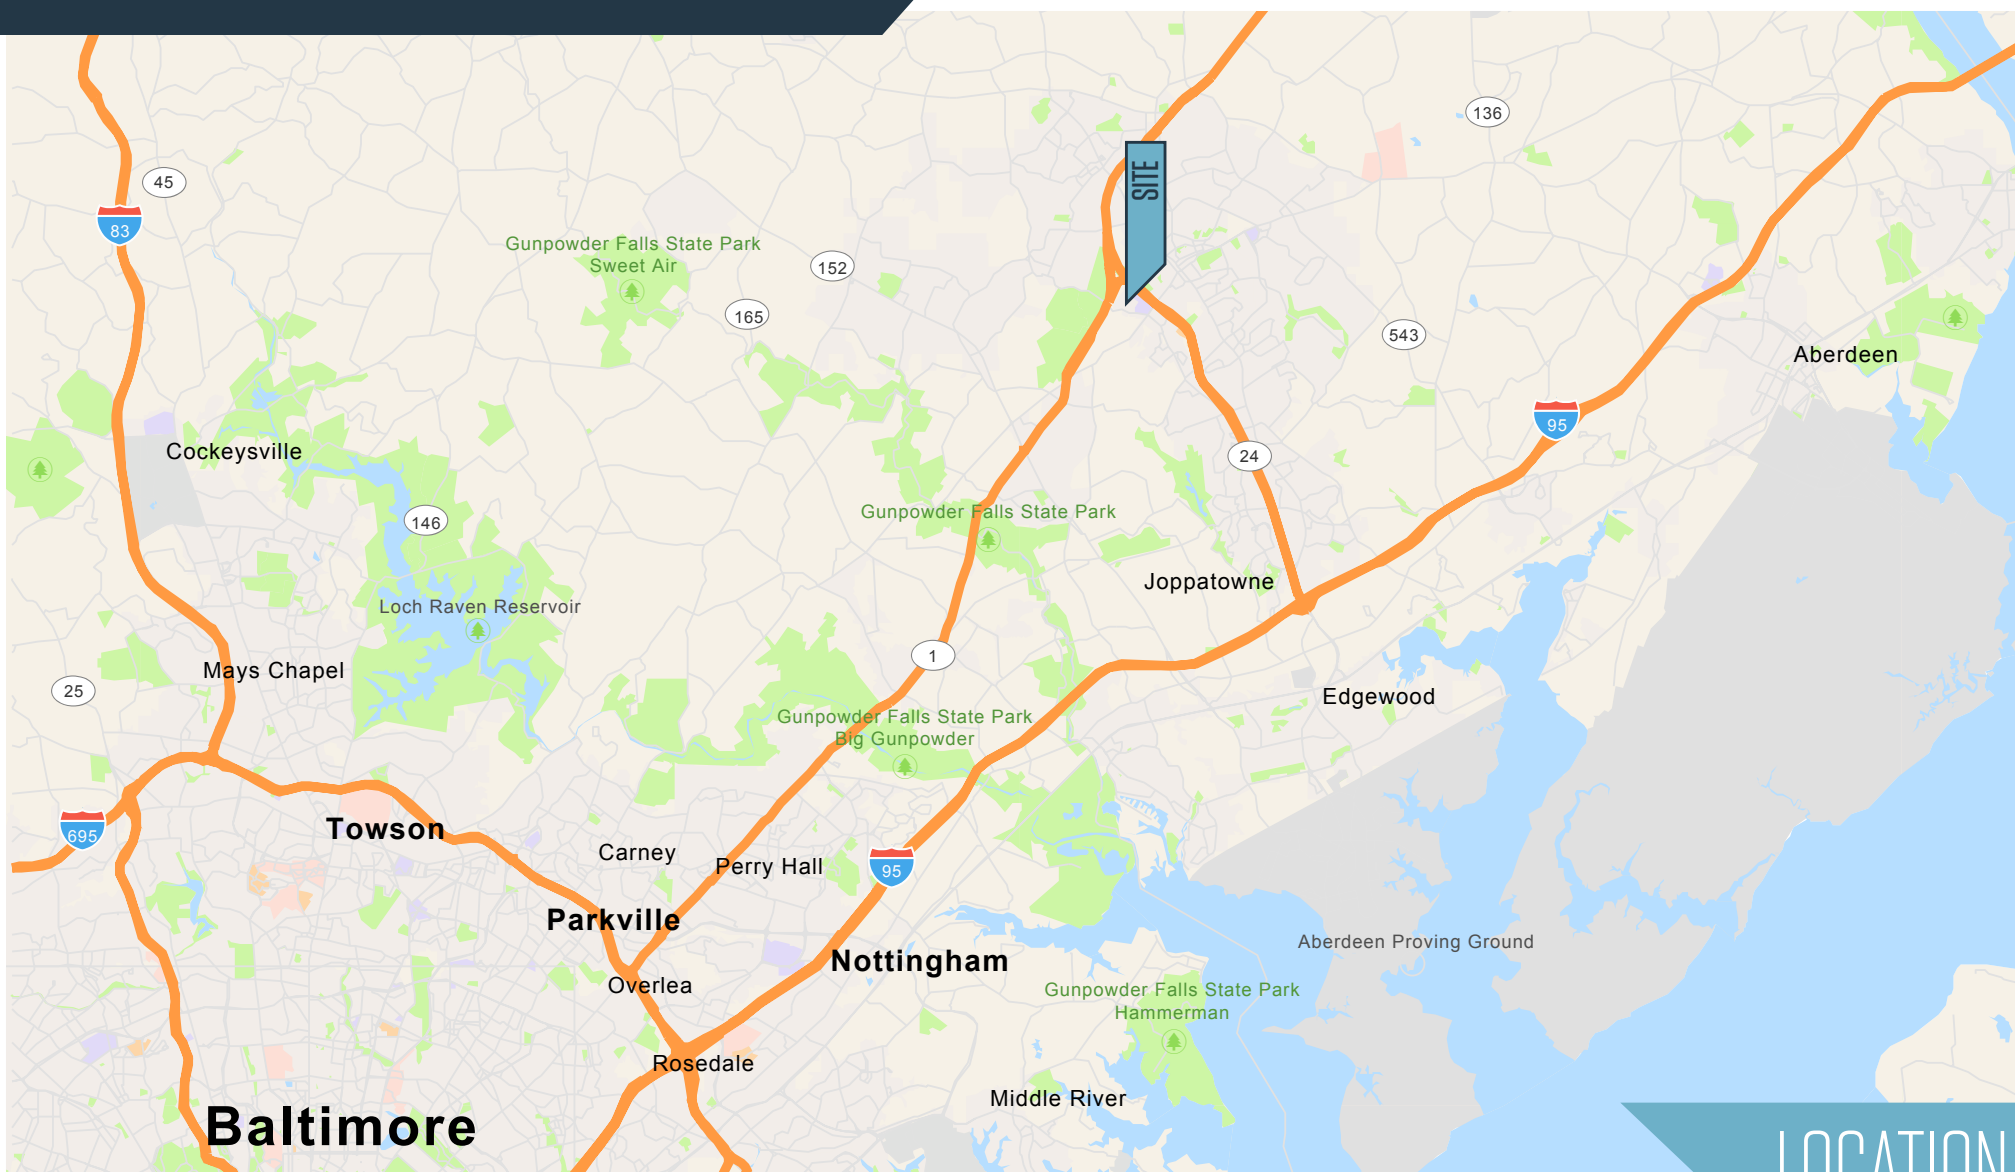 136
SITE
45
83
Gunpowder Falls State Park
Sweet Air
152
165
543
Aberdeen
95
Cockeysville
24
146
Gunpowder Falls State Park
Joppatowne
Loch Raven Reservoir
1
Mays Chapel
25
Edgewood
Gunpowder Falls State Park
Big Gunpowder
695
Towson
Carney
Perry Hall
95
Parkville
Nottingham
Aberdeen Proving Ground
Overlea
Gunpowder Falls State Park
Hammerman
Rosedale
Middle River
Baltimore
LOCATION